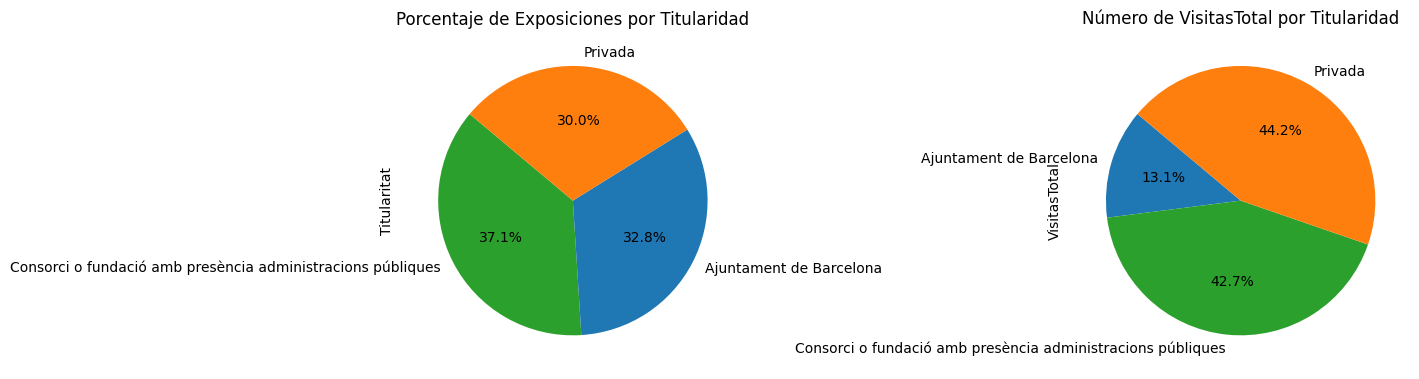 Porcentaje de Exposiciones por Titularidad
Privada
30.0%
Titularitat
37.1%
32.8%
Consorci o fundació amb presència administracions públiques
Ajuntament de Barcelona
Número de VisitasTotal por Titularidad
Privada
44.2%
Ajuntament de Barcelona
13.1%
VisitasTotal
42.7%
Consorci o fundació amb presència administracions públiques